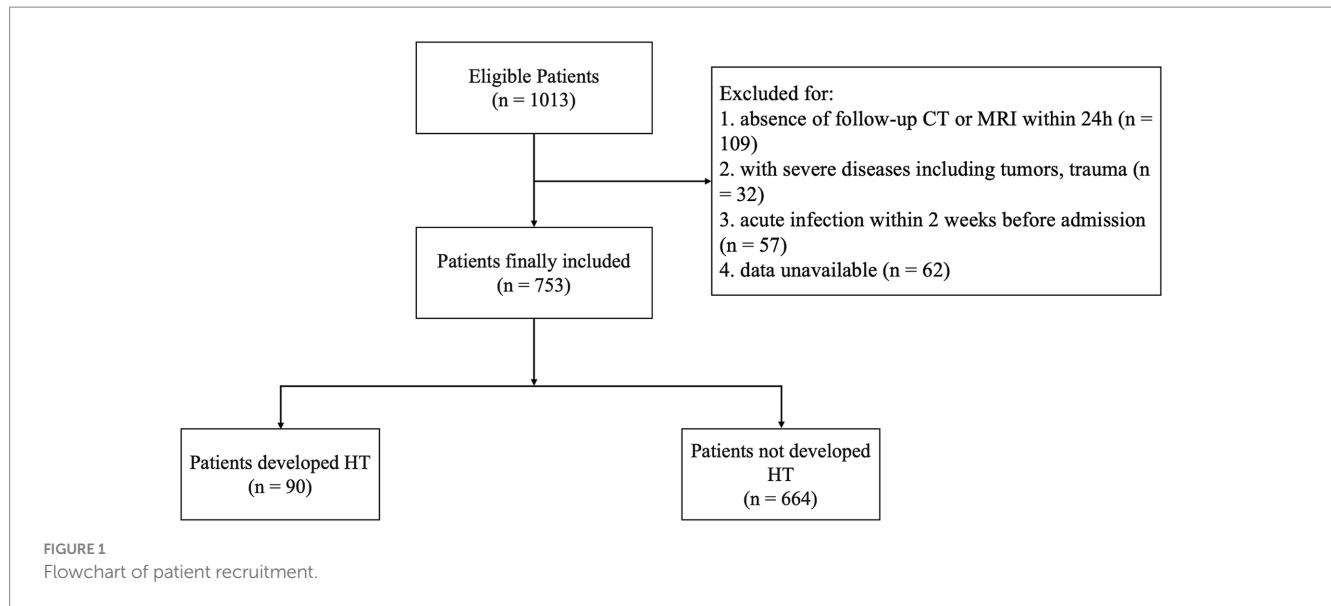 Eligible Patients
(n = 1013)
Excluded for:
1. absence of follow-up CT or MRI within 24h (n =
109)
2. with severe diseases including tumors, trauma (n
= 32)
3. acute infection within 2 weeks before admission
(n = 57)
4. data unavailable (n = 62)
Patients finally included
(n = 753)
Patients developed HT
(n = 90)
Patients not developed
HT
(n = 664)
FIGURE 1
Flowchart of patient recruitment.